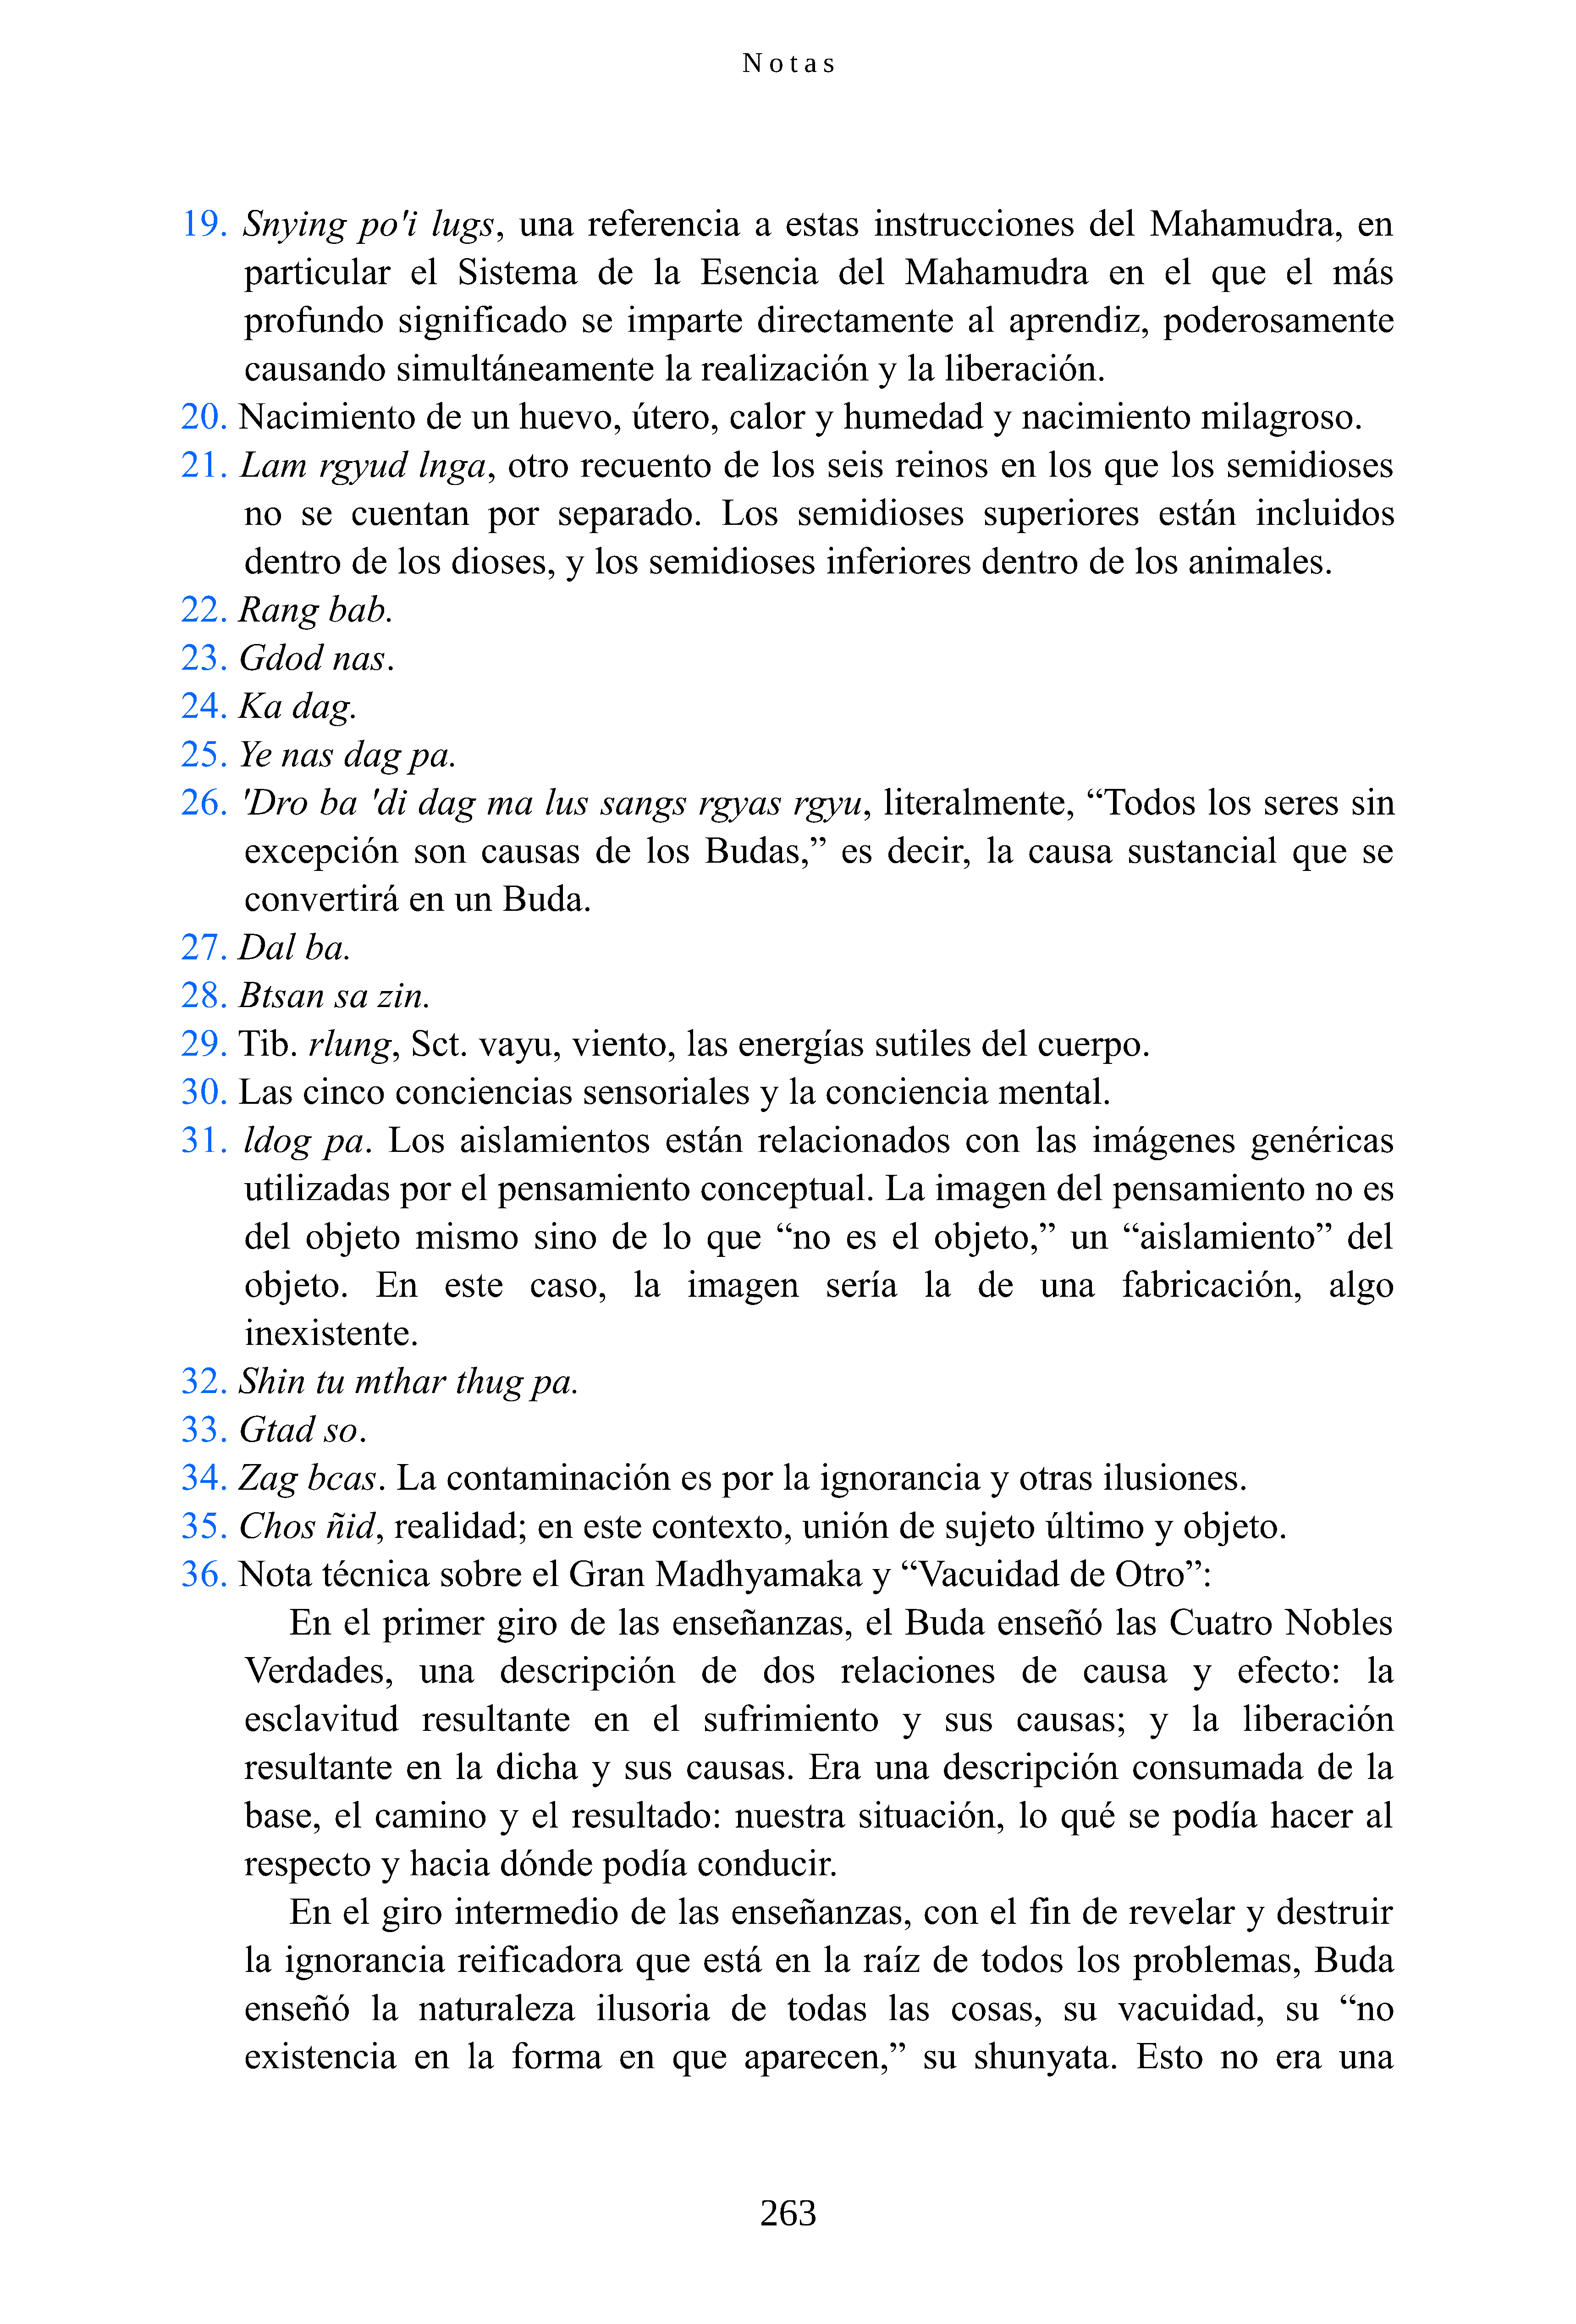 Notas
19. Snying po'i lugs, una referencia a estas instrucciones del Mahamudra, en
particular el Sistema de la Esencia del Mahamudra en el que el más
profundo significado se imparte directamente al aprendiz, poderosamente
causando simultáneamente la realización y la liberación.
20. Nacimiento de un huevo, útero, calor y humedad y nacimiento milagroso.
21. Lam rgyud lnga, otro recuento de los seis reinos en los que los semidioses
no se cuentan por separado. Los semidioses superiores están incluidos
dentro de los dioses, y los semidioses inferiores dentro de los animales.
22. Rang bab.
23. Gdod nas.
24. Ka dag.
25. Ye nas dag pa.
26. 'Dro ba 'di dag ma lus sangs rgyas rgyu, literalmente, “Todos los seres sin
excepción son causas de los Budas,” es decir, la causa sustancial que se
convertirá en un Buda.
27. Dal ba.
28. Btsan sa zin.
29. Tib. rlung, Sct. vayu, viento, las energías sutiles del cuerpo.
30. Las cinco conciencias sensoriales y la conciencia mental.
31. ldog pa. Los aislamientos están relacionados con las imágenes genéricas
utilizadas por el pensamiento conceptual. La imagen del pensamiento no es
del objeto mismo sino de lo que “no es el objeto,” un “aislamiento” del
objeto. En este caso, la imagen sería la de una fabricación, algo
inexistente.
32. Shin tu mthar thug pa.
33. Gtad so.
34. Zag bcas. La contaminación es por la ignorancia y otras ilusiones.
35. Chos ñid, realidad; en este contexto, unión de sujeto último y objeto.
36. Nota técnica sobre el Gran Madhyamaka y “Vacuidad de Otro”:
En el primer giro de las enseñanzas, el Buda enseñó las Cuatro Nobles
Verdades, una descripción de dos relaciones de causa y efecto: la
esclavitud resultante en el sufrimiento y sus causas; y la liberación
resultante en la dicha y sus causas. Era una descripción consumada de la
base, el camino y el resultado: nuestra situación, lo qué se podía hacer al
respecto y hacia dónde podía conducir.
En el giro intermedio de las enseñanzas, con el fin de revelar y destruir
la ignorancia reificadora que está en la raíz de todos los problemas, Buda
enseñó la naturaleza ilusoria de todas las cosas, su vacuidad, su “no
existencia en la forma en que aparecen,” su shunyata. Esto no era una
263